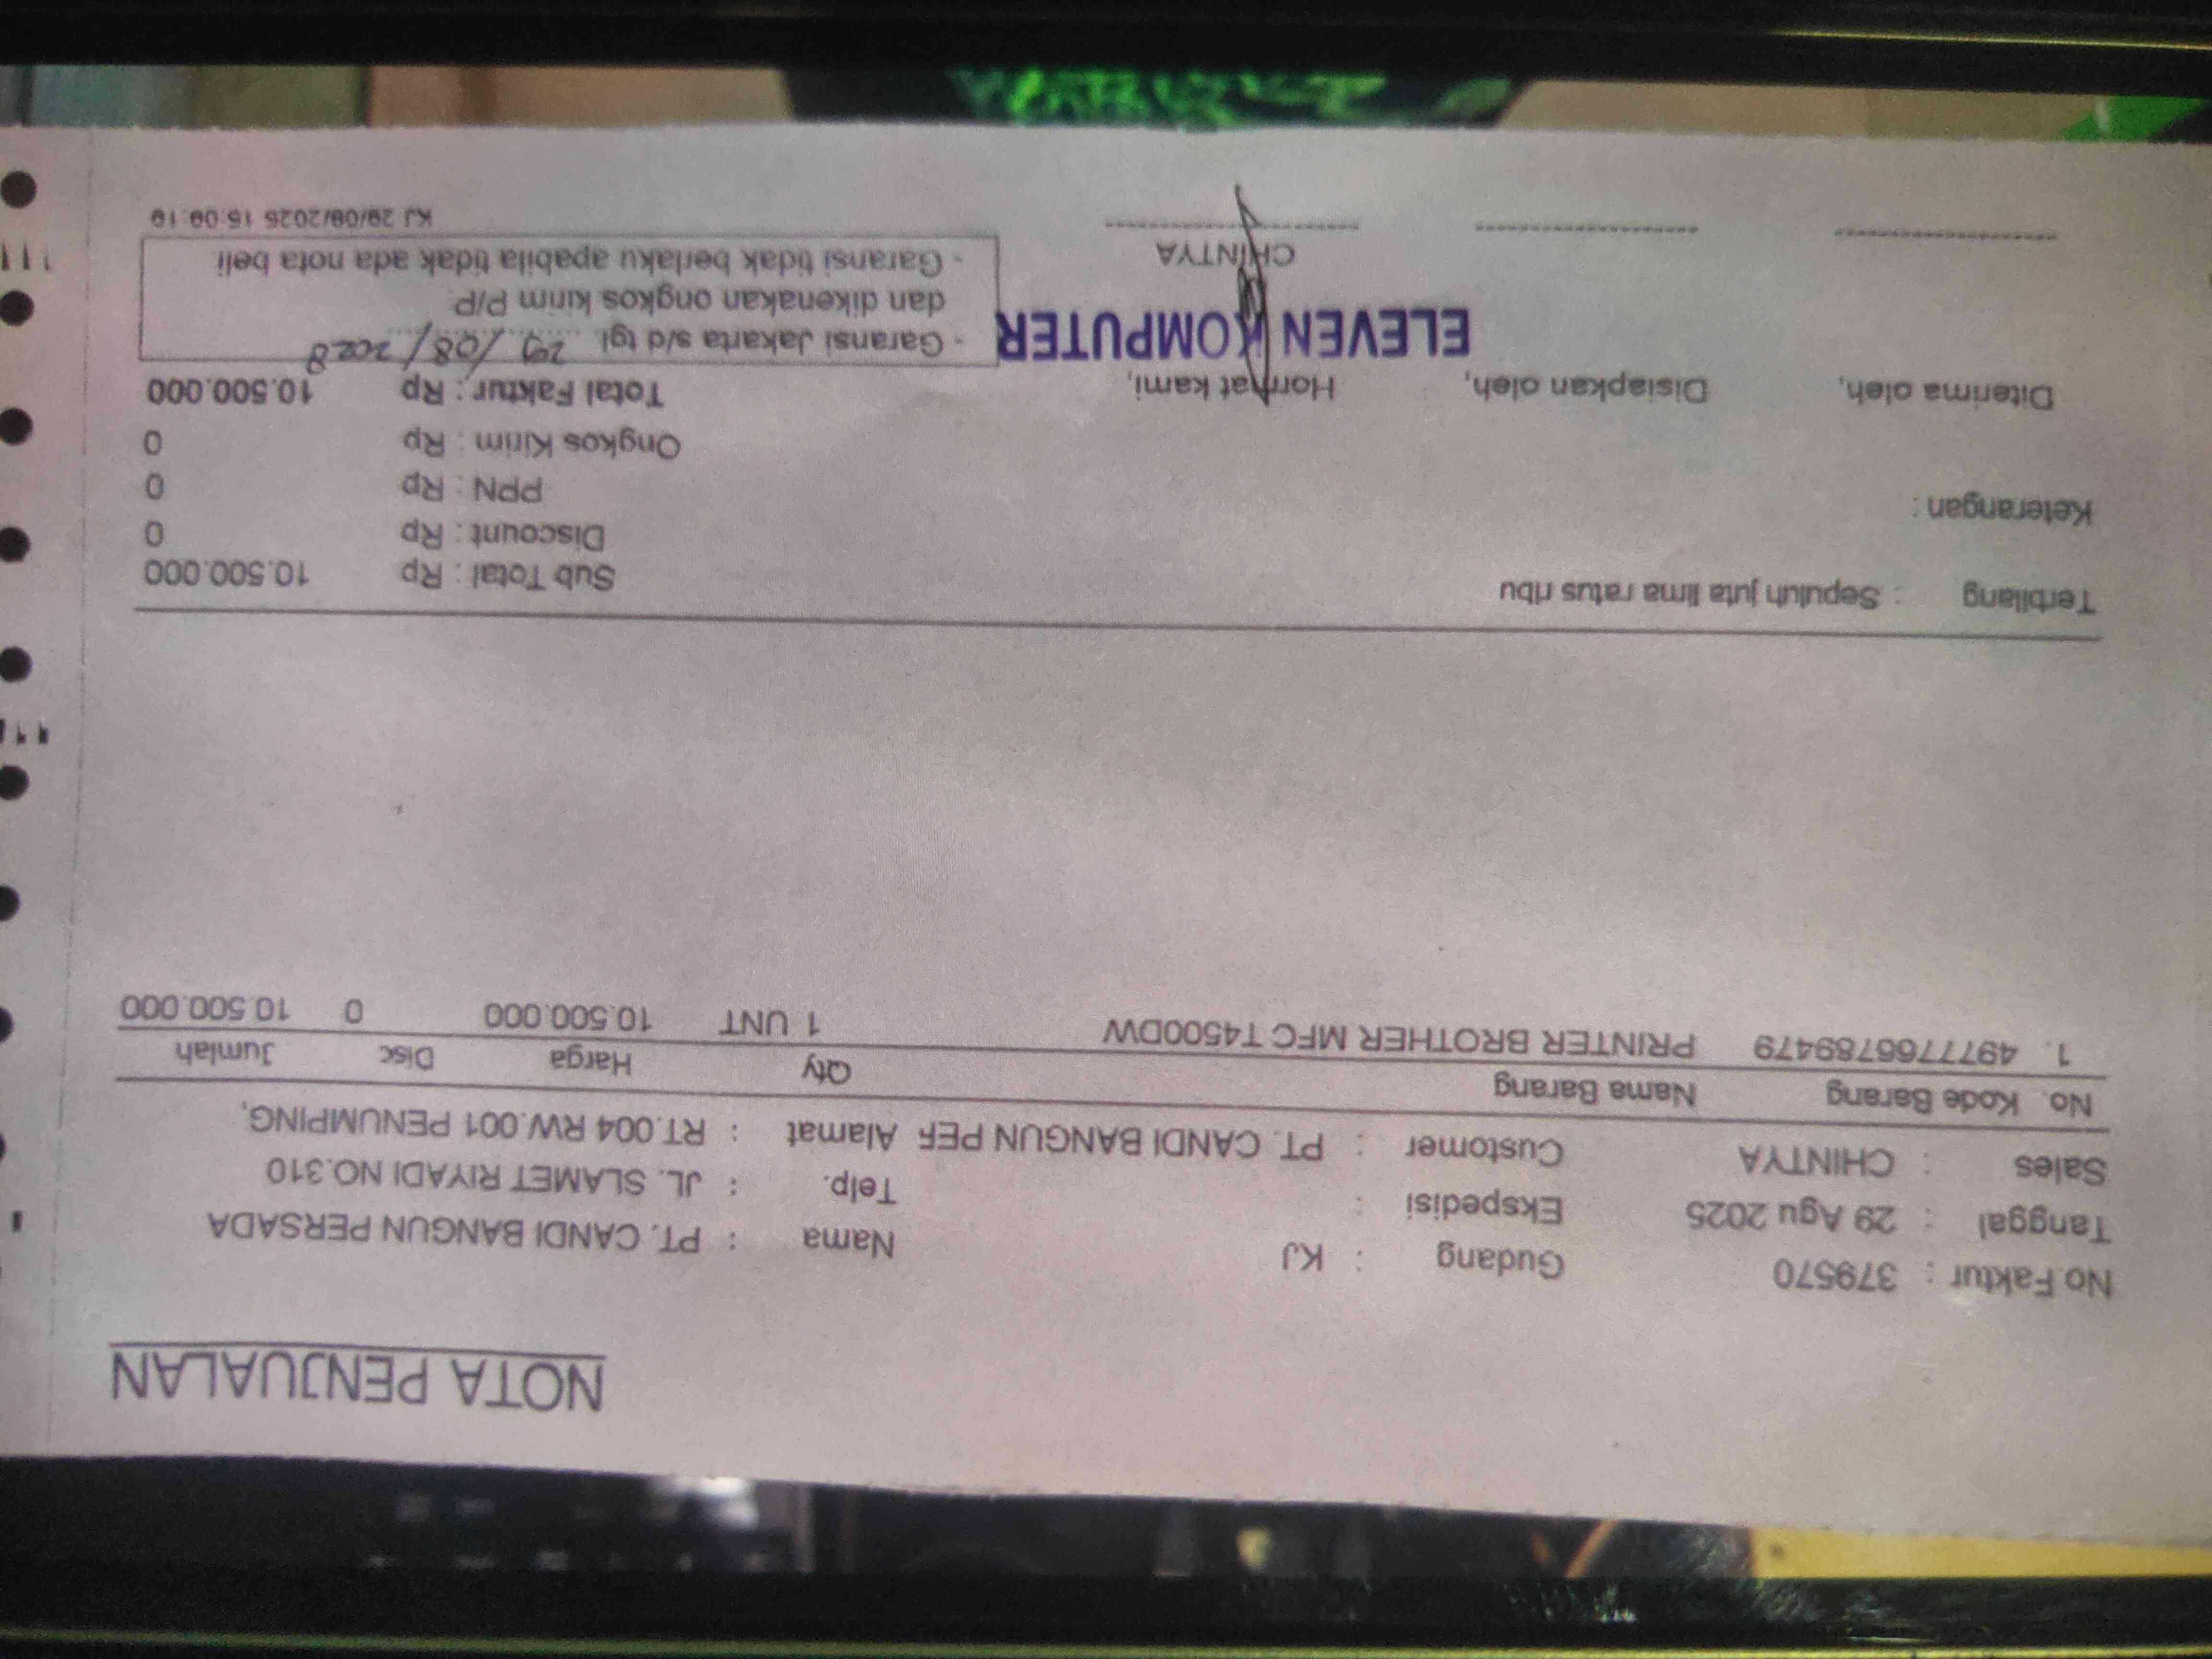 NOTA PENJUALAN
No.Faktur : 379570 Gudang : KJ Nama : PT. CANDI BANGUN PERSADA
Tanggal : 29 Agu 2025 Ekspedisi : Telp. : JL. SLAMET RIYADI NO.310
Sales : CHINTYA Customer : PT. CANDI BANGUN PER Alamat : RT.004 RW.001 PENUMPING,
No. Kode Barang Nama Barang Qty Harga Disc Jumlah
1. 4977766789479 PRINTER BROTHER MFC T4500DW 1 UNT 10.500.000 0 10.500.000
Terbilang : Sepuluh juta lima ratus ribu Sub Total : Rp 10.500.000
Discount : Rp 0
Keterangan : PPN : Rp 0
Ongkos Kirim : Rp 0
Diterima oleh, Disiapkan oleh, Hormat kami, Total Faktur : Rp 10.500.000
ELEVEN KOMPUTER
- Garansi Jakarta s/d tgl. 29/08/2028
dan dikenakan ongkos kirim P/P
CHINTYA
- Garansi tidak berlaku apabila tidak ada nota beli
KJ 29/08/2025